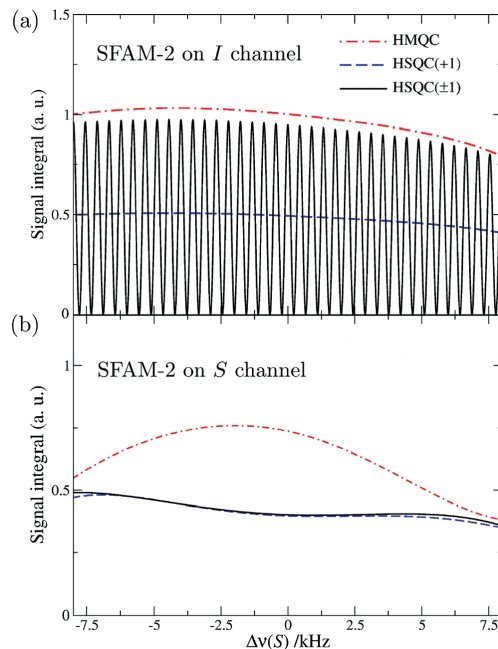 (a)
SFAM-2 on I channel
HMQC
HSQC(+1)
HSQC(±1)
Signal integral (a. u.)
1.5
1
0.5
0
(b)
SFAM-2 on S channel
Signal integral (a. u.)
1
0.5
0
-7.5 -5 -2.5 0 2.5 5 7.5
Δν(S) /kHz